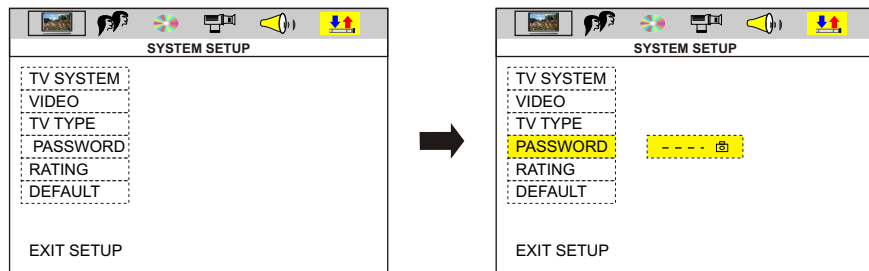 SYSTEM SETUP
TV SYSTEM
VIDEO
TV TYPE
PASSWORD
RATING
DEFAULT
EXIT SETUP
SYSTEM SETUP
TV SYSTEM
VIDEO
TV TYPE
PASSWORD - - - -
RATING
DEFAULT
EXIT SETUP